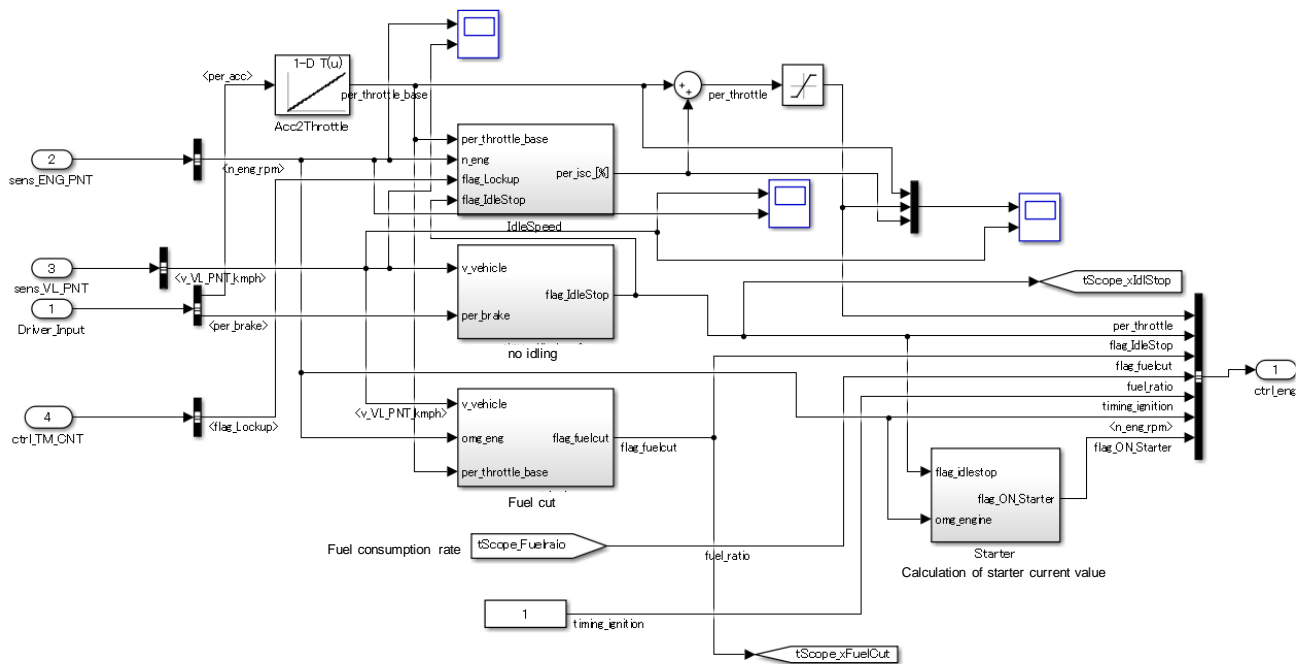 1-D T(u)
<per_acc>
per_throttle_base
Acc2Throttle
per_throttle
2
sens_ENG_PNT
<n_eng_rpm>
per_throttle_base
n_eng
flag_Lockup
flag_IdleStop
per_isc_[%]
IdleSpeed
3
sens_VL_PNT
<v_VL_PNT_kmph>
1
Driver_Input
<per_brake>
v_vehicle
per_brake
flag_IdleStop
no idling
tScope_xIdlStop
4
ctrl_TM_CNT
<flag_Lockup>
<v_VL_PNT_kmph>
v_vehicle
omg_eng
per_throttle_base
flag_fuelcut
flag_fuelcut
Fuel cut
per_throttle
flag_IdleStop
flag_fuelcut
fuel_ratio
timing_ignition
<n_eng_rpm>
flag_ON_Starter
1
ctrl_eng
flag_idlestop
flag_ON_Starter
omg_engine
Starter
Calculation of starter current value
Fuel consumption rate
tScope_Fuelraio
fuel_ratio
1
timing_ignition
tScope_xFuelCut